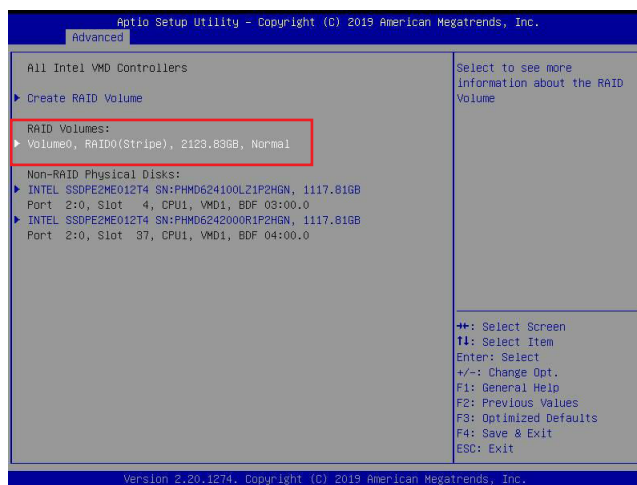 Aptio Setup Utility – Copyright (C) 2019 American Megatrends, Inc.
Advanced
All Intel VMD Controllers
Create RAID Volume
RAID Volumes:
Volume0, RAID0(Stripe), 2123.83GB, Normal
Non-RAID Physical Disks:
INTEL SSDPE2ME012T4 SN:PHMD624100LZ1P2HGN, 1117.81GB
Port 2:0, Slot 4, CPU1, VMD1, BDF 03:00.0
INTEL SSDPE2ME012T4 SN:PHMD6242000R1P2HGN, 1117.81GB
Port 2:0, Slot 37, CPU1, VMD1, BDF 04:00.0
Select to see more
information about the RAID
Volume
→←: Select Screen
↑↓: Select Item
Enter: Select
+/-: Change Opt.
F1: General Help
F2: Previous Values
F3: Optimized Defaults
F4: Save & Exit
ESC: Exit
Version 2.20.1274. Copyright (C) 2019 American Megatrends, Inc.